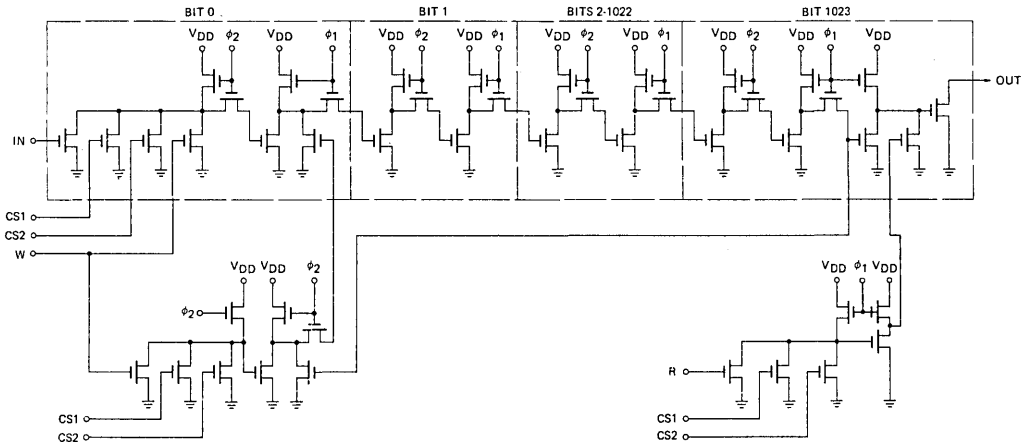 BIT 0 BIT 1 BITS 2-1022 BIT 1023
VDD ϕ2 VDD ϕ1 VDD ϕ2 VDD ϕ1 VDD ϕ2 VDD ϕ1 VDD ϕ2 VDD ϕ1 VDD
OUT
IN
CS1
CS2
W
VDD VDD ϕ2
ϕ2
VDD ϕ1 VDD
R
CS1
CS2
CS1
CS2